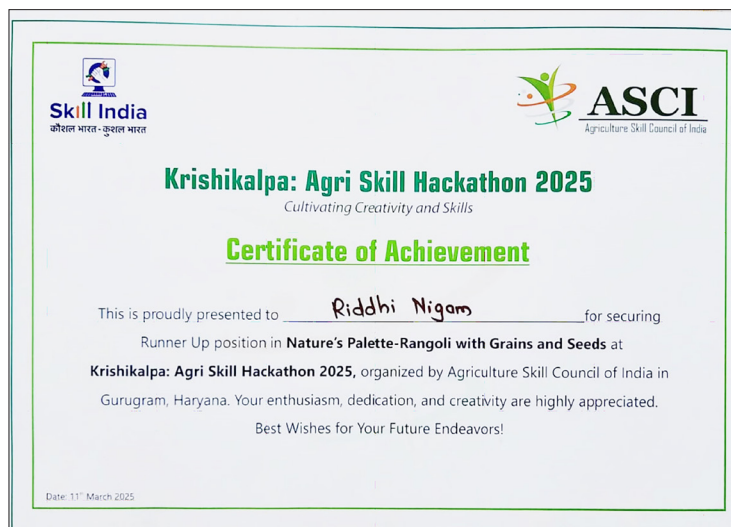 Skill India
कौशल भारत - कुशल भारत
ASCI
Agriculture Skill Council of India
Krishikalpa: Agri Skill Hackathon 2025
Cultivating Creativity and Skills
Certificate of Achievement
This is proudly presented to Riddhi Nigam for securing
Runner Up position in Nature's Palette-Rangoli with Grains and Seeds at
Krishikalpa: Agri Skill Hackathon 2025, organized by Agriculture Skill Council of India in
Gurugram, Haryana. Your enthusiasm, dedication, and creativity are highly appreciated.
Best Wishes for Your Future Endeavors!
Date: 11th March 2025